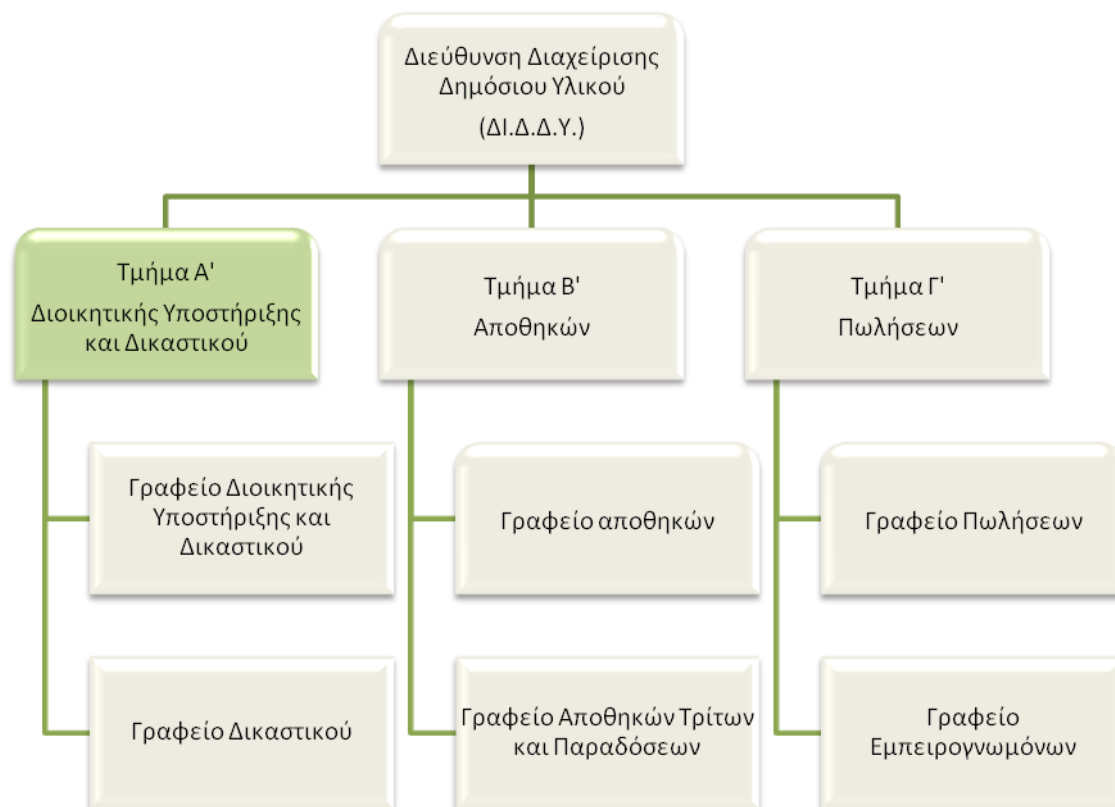 Διεύθυνση Διαχείρισης
Δημόσιου Υλικού
(ΔΙ.Δ.Δ.Υ.)
Τμήμα Α'
Διοικητικής Υποστήριξης
και Δικαστικού
Τμήμα Β'
Αποθηκών
Τμήμα Γ'
Πωλήσεων
Γραφείο Διοικητικής
Υποστήριξης και
Δικαστικού
Γραφείο αποθηκών
Γραφείο Πωλήσεων
Γραφείο Δικαστικού
Γραφείο Αποθηκών Τρίτων
και Παραδόσεων
Γραφείο
Εμπειρογνωμόνων